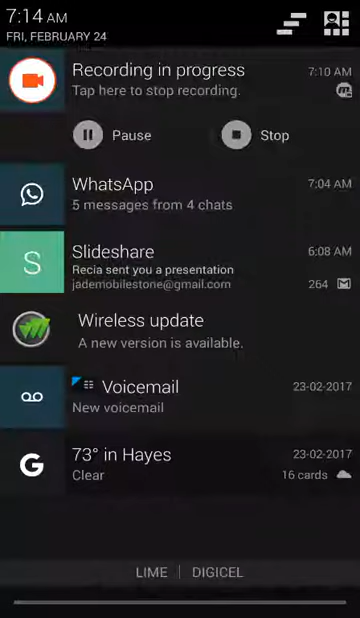 7:14 AM
FRI, FEBRUARY 24
Recording in progress
7:10 AM
Tap here to stop recording.
Pause
Stop
WhatsApp
7:04 AM
5 messages from 4 chats
S
Slideshare
6:08 AM
Recia sent you a presentation
jademobilestone@gmail.com
264
Wireless update
A new version is available.
Voicemail
23-02-2017
New voicemail
G
73° in Hayes
23-02-2017
Clear
16 cards
LIME | DIGICEL